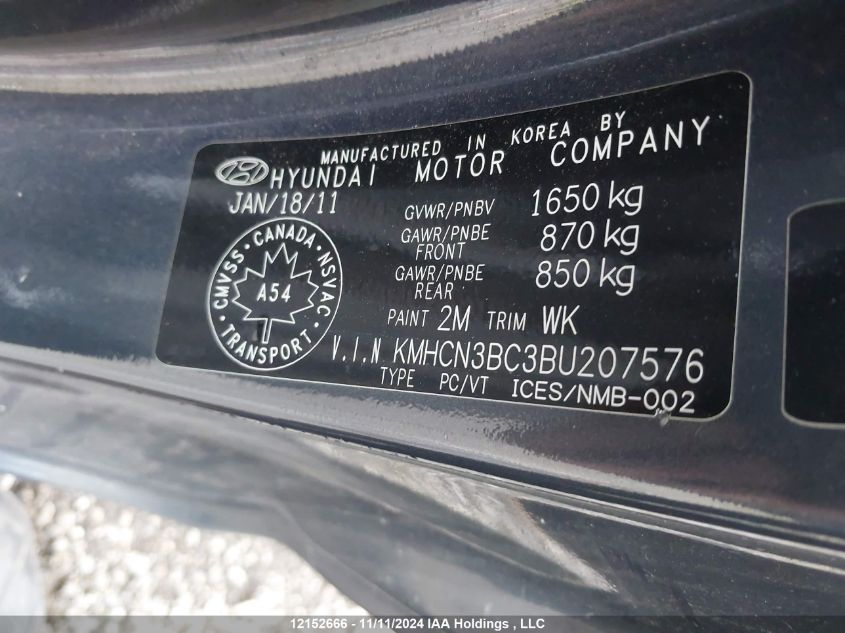 MANUFACTURED IN KOREA BY
HYUNDAI MOTOR COMPANY
JAN/18/11
GVWR/PNBV 1650 kg
GAWR/PNBE FRONT 870 kg
GAWR/PNBE REAR 850 kg
CMVSS • CANADA • NSVAC • TRANSPORT •
A54
PAINT 2M TRIM WK
V.I.N KMHCN3BC3BU207576
TYPE PC/VT ICES/NMB-002
12152666 - 11/11/2024 IAA Holdings , LLC